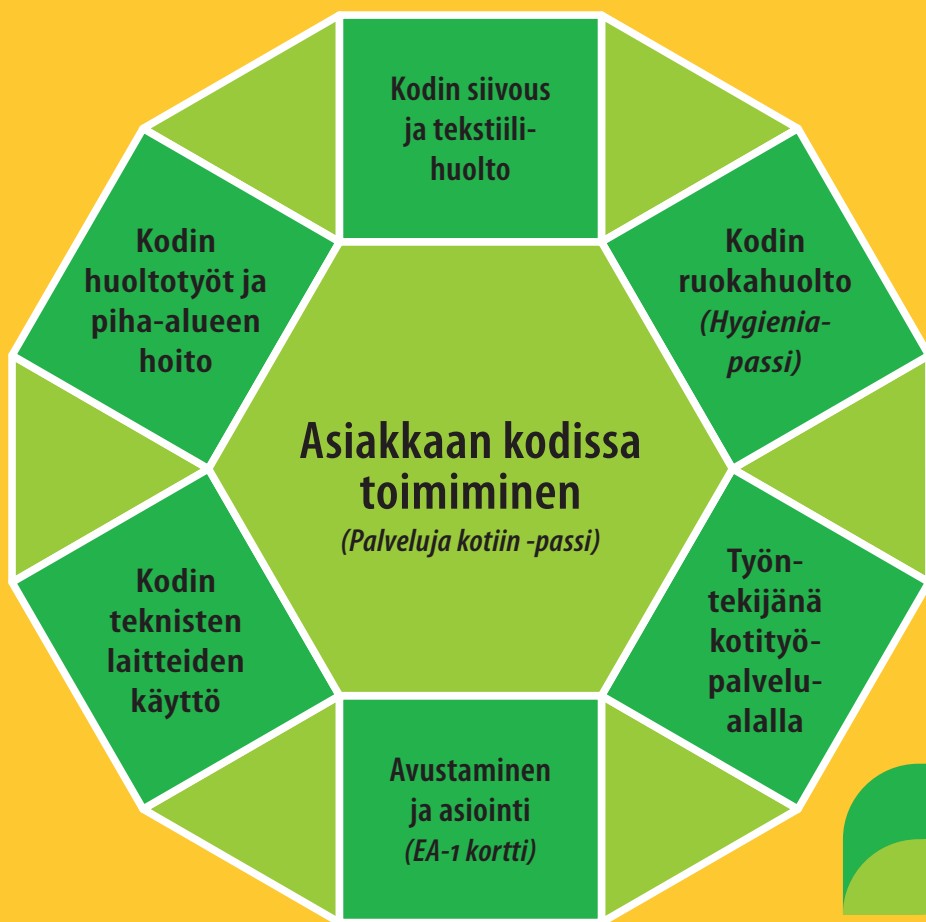 Kodin siivous
ja tekstiili-
huolto
Kodin
huoltotyöt ja
piha-alueen
hoito
Kodin
ruokahuolto
(Hygienia-
passi)
Asiakkaan kodissa
toimiminen
(Palveluja kotiin -passi)
Kodin
teknisten
laitteiden
käyttö
Työn-
tekijänä
kotityö-
palvelu-
alalla
Avustaminen
ja asiointi
(EA-1 kortti)